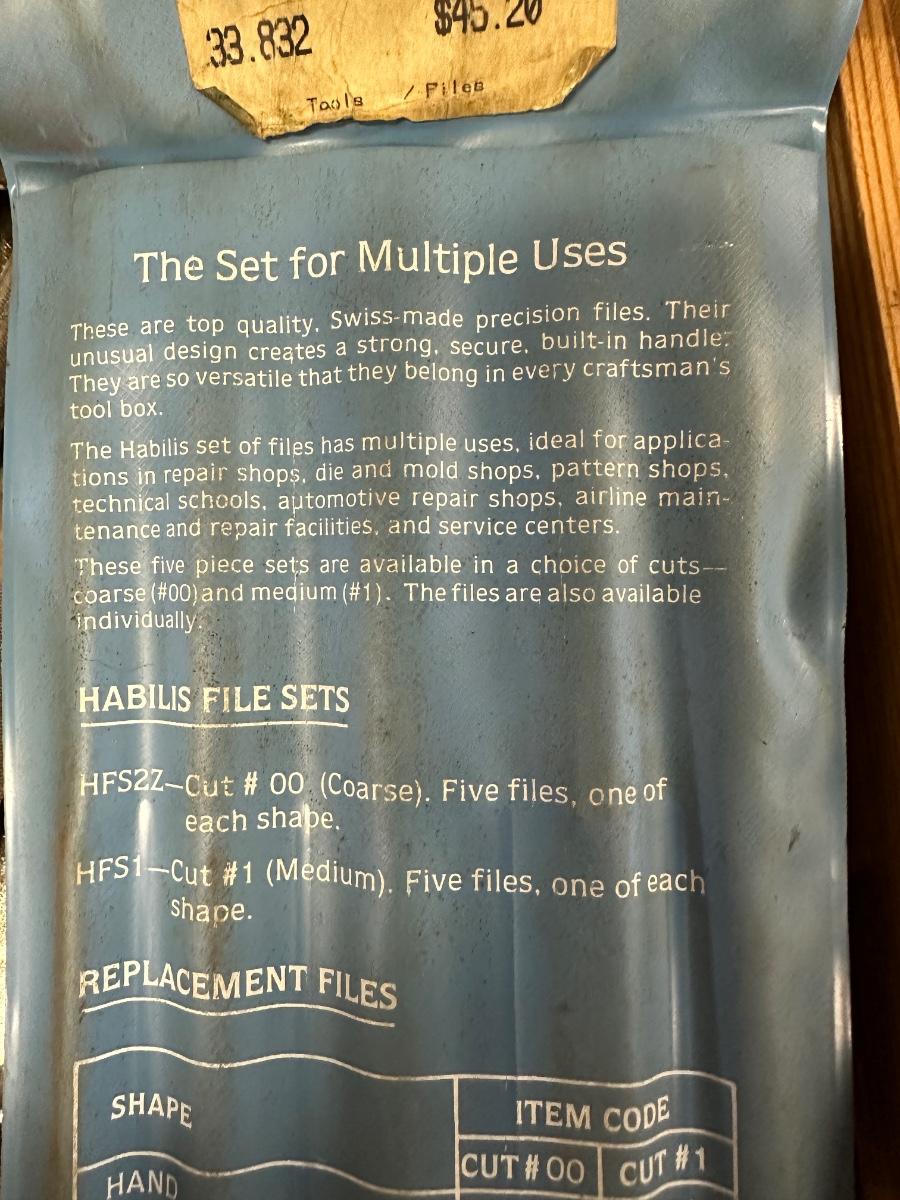 33.832 $45.20
Tools / Files
The Set for Multiple Uses
These are top quality, Swiss-made precision files. Their
unusual design creates a strong, secure, built-in handle.
They are so versatile that they belong in every craftsman's
tool box.
The Habilis set of files has multiple uses, ideal for applica-
tions in repair shops, die and mold shops, pattern shops,
technical schools, automotive repair shops, airline main-
tenance and repair facilities, and service centers.
These five piece sets are available in a choice of cuts—
coarse (#00) and medium (#1). The files are also available
individually.
HABILIS FILE SETS
HFS2Z—Cut # 00 (Coarse). Five files, one of
each shape.
HFS1—Cut #1 (Medium). Five files, one of each
shape.
REPLACEMENT FILES
SHAPE ITEM CODE
CUT # 00 CUT #1
HAND